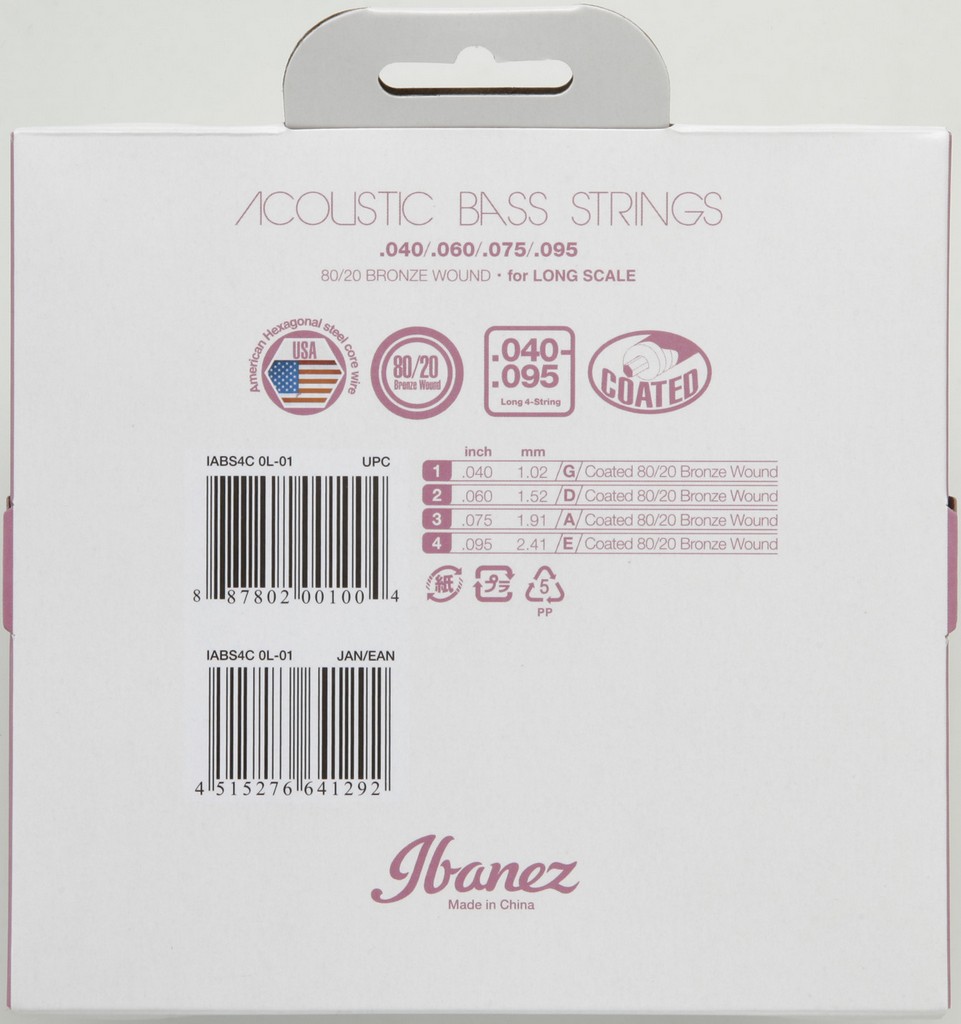 ACOUSTIC BASS STRINGS
.040/.060/.075/.095
80/20 BRONZE WOUND • for LONG SCALE
American Hexagonal steel core wire
USA
80/20
Bronze Wound
.040-
.095
Long 4-String
COATED
IABS4C 0L-01 UPC
8 87802 00100 4
inch mm
1 .040 1.02 /G/ Coated 80/20 Bronze Wound
2 .060 1.52 /D/ Coated 80/20 Bronze Wound
3 .075 1.91 /A/ Coated 80/20 Bronze Wound
4 .095 2.41 /E/ Coated 80/20 Bronze Wound
紙
プラ
5
PP
IABS4C 0L-01 JAN/EAN
4 515276 641292
Ibanez
Made in China